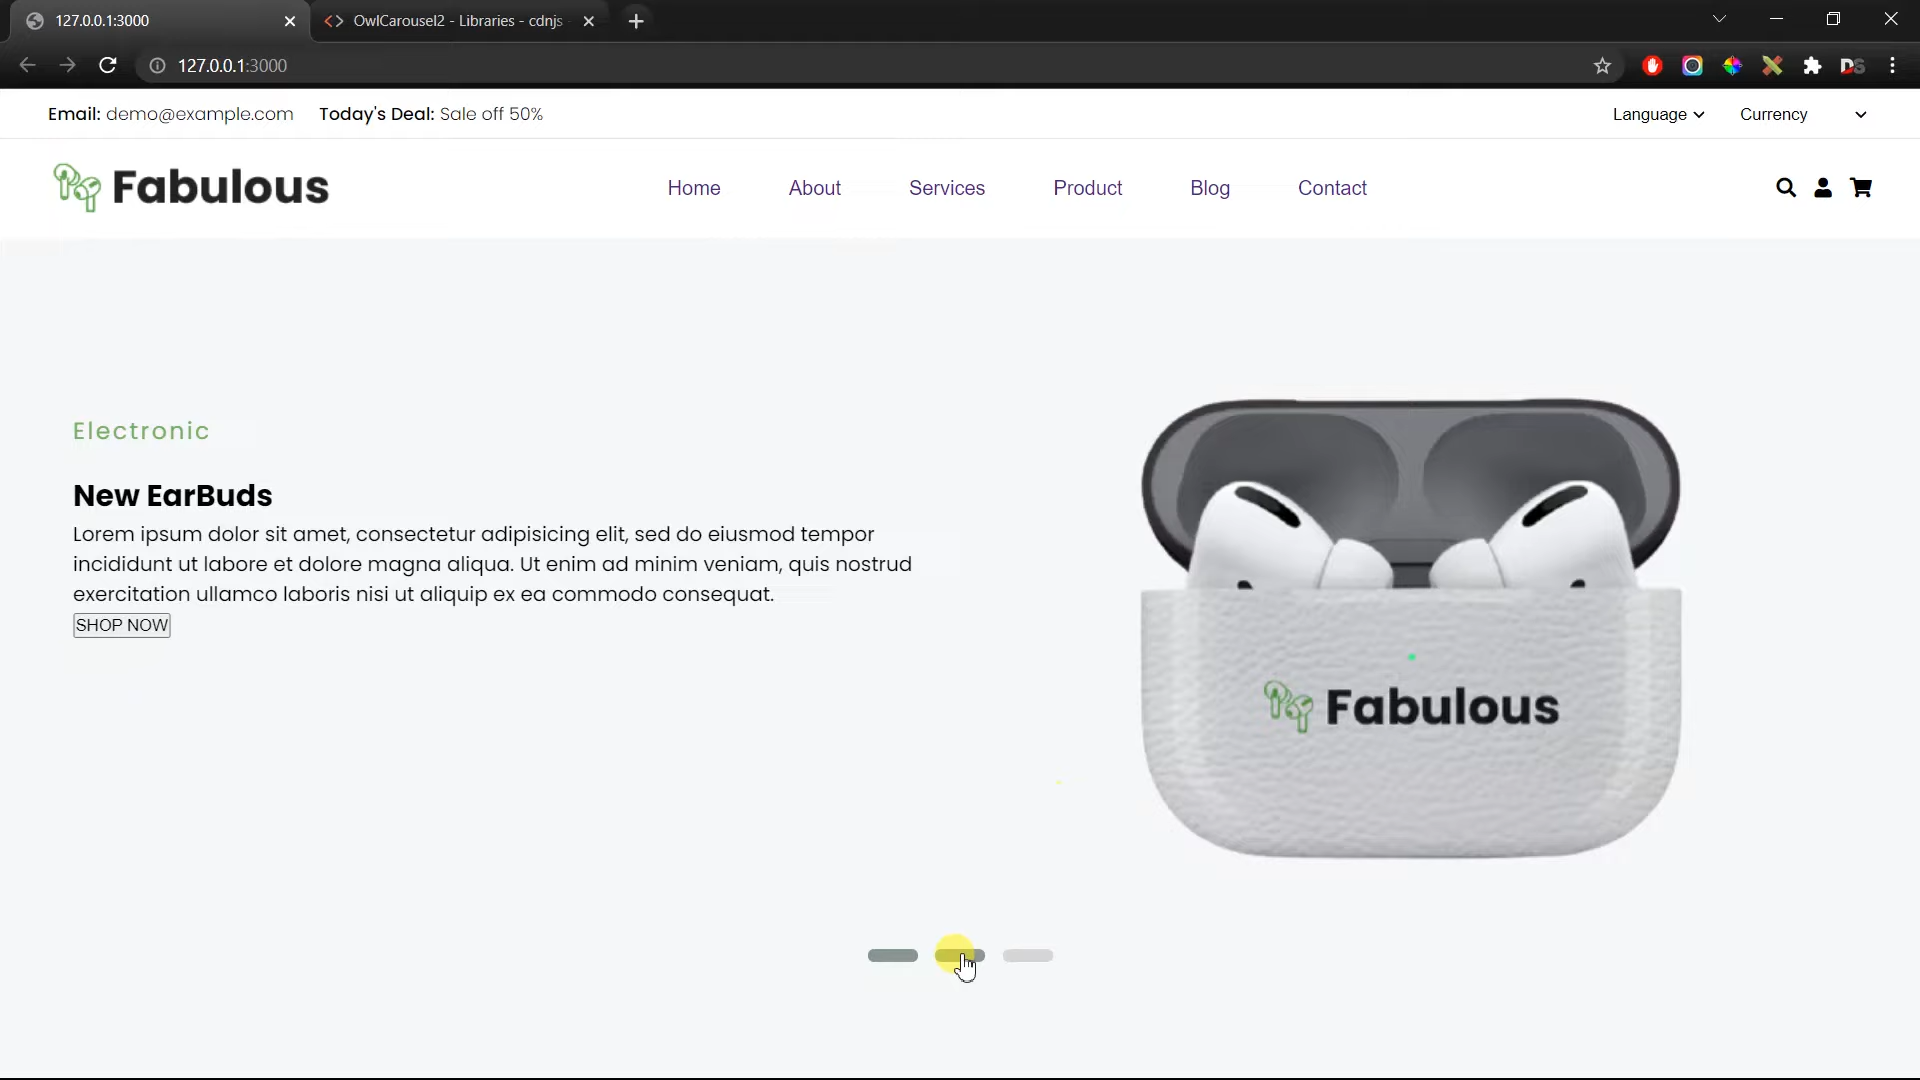 127.0.0.1:3000
OwlCarousel2 - Libraries - cdnjs
127.0.0.1:3000
Email: demo@example.com Today's Deal: Sale off 50%
Language
Currency
Fabulous
Home
About
Services
Product
Blog
Contact
Electronic
New EarBuds
Lorem ipsum dolor sit amet, consectetur adipisicing elit, sed do eiusmod tempor
incididunt ut labore et dolore magna aliqua. Ut enim ad minim veniam, quis nostrud
exercitation ullamco laboris nisi ut aliquip ex ea commodo consequat.
SHOP NOW
Fabulous